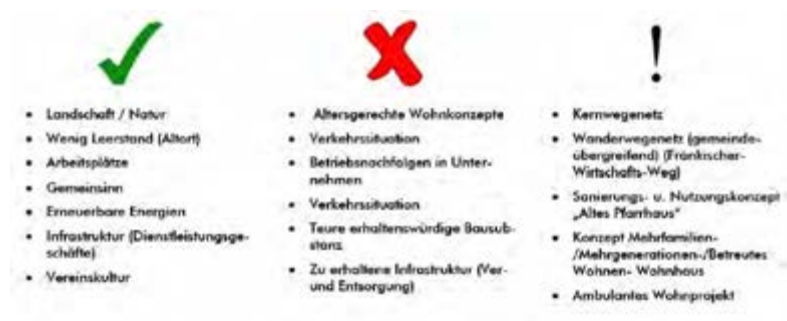 • Landschaft / Natur
• Wenig Leerstand (Altort)
• Arbeitsplätze
• Gemeinsinn
• Erneuerbare Energien
• Infrastruktur (Dienstleistungsge-
schäfte)
• Vereinskultur
• Altersgerechte Wohnkonzepte
• Verkehrssituation
• Betriebsnachfolgen in Unter-
nehmen
• Verkehrssituation
• Teure erhaltenswürdige Bausub-
stanz
• Zu erhaltene Infrastruktur (Ver-
und Entsorgung)
!
• Kernwegenetz
• Wanderwegenetz (gemeinde-
übergreifend) (Fränkischer-
Wirtschafts-Weg)
• Sanierungs- u. Nutzungskonzept
„Altes Pfarrhaus“
• Konzept Mehrfamilien-
/Mehrgenerationen-/Betreutes
Wohnen- Wohnhaus
• Ambulantes Wohnprojekt